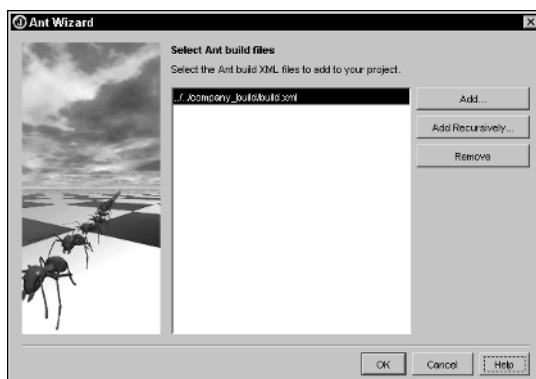 Ant Wizard
Select Ant build files
Select the Ant build XML files to add to your project.
../../company_build/build.xml
Add...
Add Recursively...
Remove
OK
Cancel
Help